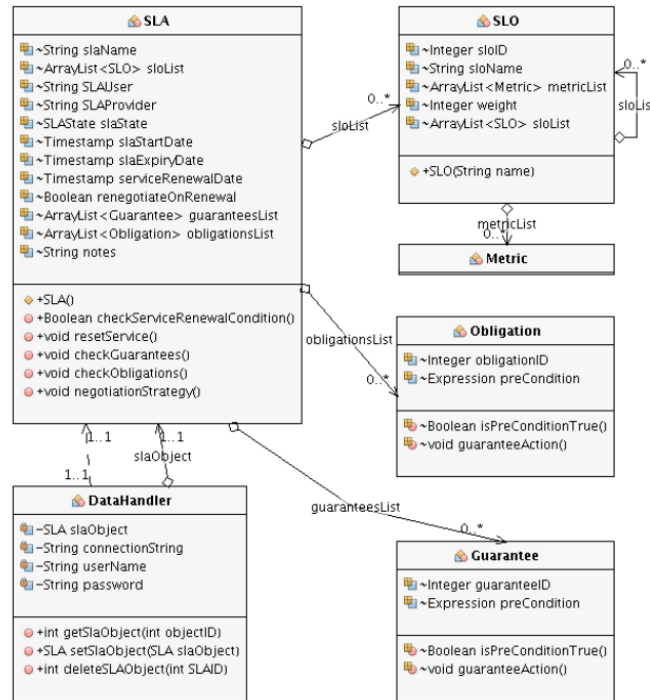 SLA
~String slaName
~ArrayList<SLO> sloList
~String SLAUser
~String SLAProvider
~SLAState slaState
~Timestamp slaStartDate
~Timestamp slaExpiryDate
~Timestamp serviceRenewalDate
~Boolean renegotiateOnRenewal
~ArrayList<Guarantee> guaranteesList
~ArrayList<Obligation> obligationsList
~String notes
+SLA()
+Boolean checkServiceRenewalCondition()
+void resetService()
+void checkGuarantees()
+void checkObligations()
+void negotiationStrategy()
SLO
~Integer sloID
~String sloName
~ArrayList<Metric> metricList
~Integer weight
~ArrayList<SLO> sloList
+SLO(String name)
0..*
sloList
0..*
sloList
metricList
0..*
Metric
obligationsList
0..*
Obligation
~Integer obligationID
~Expression preCondition
~Boolean isPreConditionTrue()
~void guaranteeAction()
1..1
1..1
1..1
slaObject
DataHandler
-SLA slaObject
-String connectionString
-String userName
-String password
+int getSlaObject(int objectID)
+SLA setSlaObject(SLA slaObject)
+int deleteSLAObject(int SLAID)
guaranteesList
0..*
Guarantee
~Integer guaranteeID
~Expression preCondition
~Boolean isPreConditionTrue()
~void guaranteeAction()